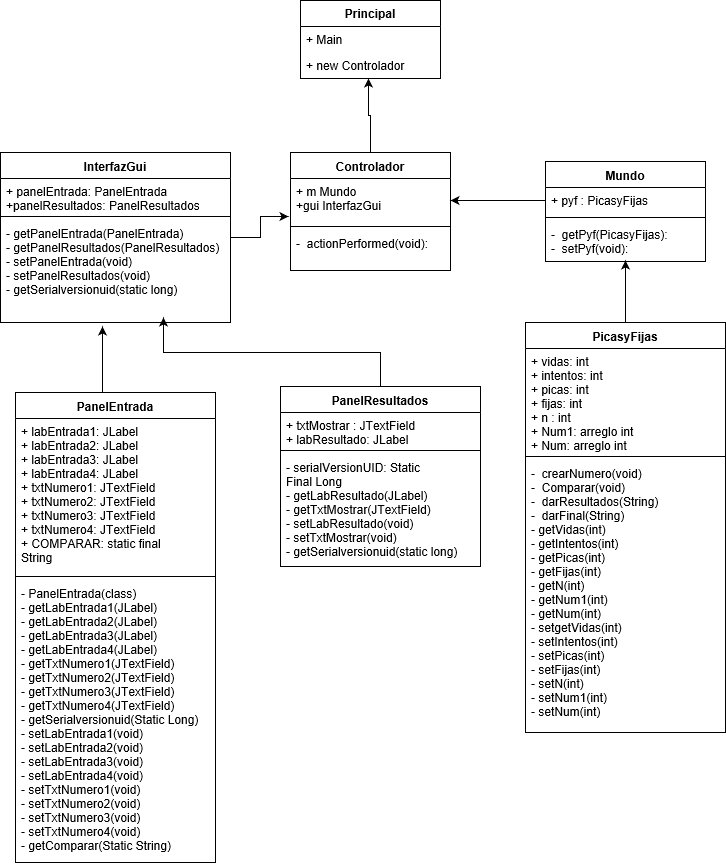 Principal
+ Main
+ new Controlador
InterfazGui
+ panelEntrada: PanelEntrada
+panelResultados: PanelResultados
- getPanelEntrada(PanelEntrada)
- getPanelResultados(PanelResultados)
- setPanelEntrada(void)
- setPanelResultados(void)
- getSerialversionuid(static long)
Controlador
+ m Mundo
+gui InterfazGui
- actionPerformed(void):
Mundo
+ pyf : PicasyFijas
- getPyf(PicasyFijas):
- setPyf(void):
PanelEntrada
+ labEntrada1: JLabel
+ labEntrada2: JLabel
+ labEntrada3: JLabel
+ labEntrada4: JLabel
+ txtNumero1: JTextField
+ txtNumero2: JTextField
+ txtNumero3: JTextField
+ txtNumero4: JTextField
+ COMPARAR: static final
String
- PanelEntrada(class)
- getLabEntrada1(JLabel)
- getLabEntrada2(JLabel)
- getLabEntrada3(JLabel)
- getLabEntrada4(JLabel)
- getTxtNumero1(JTextField)
- getTxtNumero2(JTextField)
- getTxtNumero3(JTextField)
- getTxtNumero4(JTextField)
- getSerialversionuid(Static Long)
- setLabEntrada1(void)
- setLabEntrada2(void)
- setLabEntrada3(void)
- setLabEntrada4(void)
- setTxtNumero1(void)
- setTxtNumero2(void)
- setTxtNumero3(void)
- setTxtNumero4(void)
- getComparar(Static String)
PanelResultados
+ txtMostrar : JTextField
+ labResultado: JLabel
- serialVersionUID: Static
Final Long
- getLabResultado(JLabel)
- getTxtMostrar(JTextField)
- setLabResultado(void)
- setTxtMostrar(void)
- getSerialversionuid(static long)
PicasyFijas
+ vidas: int
+ intentos: int
+ picas: int
+ fijas: int
+ n : int
+ Num1: arreglo int
+ Num: arreglo int
- crearNumero(void)
- Comparar(void)
- darResultados(String)
- darFinal(String)
- getVidas(int)
- getIntentos(int)
- getPicas(int)
- getFijas(int)
- getN(int)
- getNum1(int)
- getNum(int)
- setgetVidas(int)
- setIntentos(int)
- setPicas(int)
- setFijas(int)
- setN(int)
- setNum1(int)
- setNum(int)